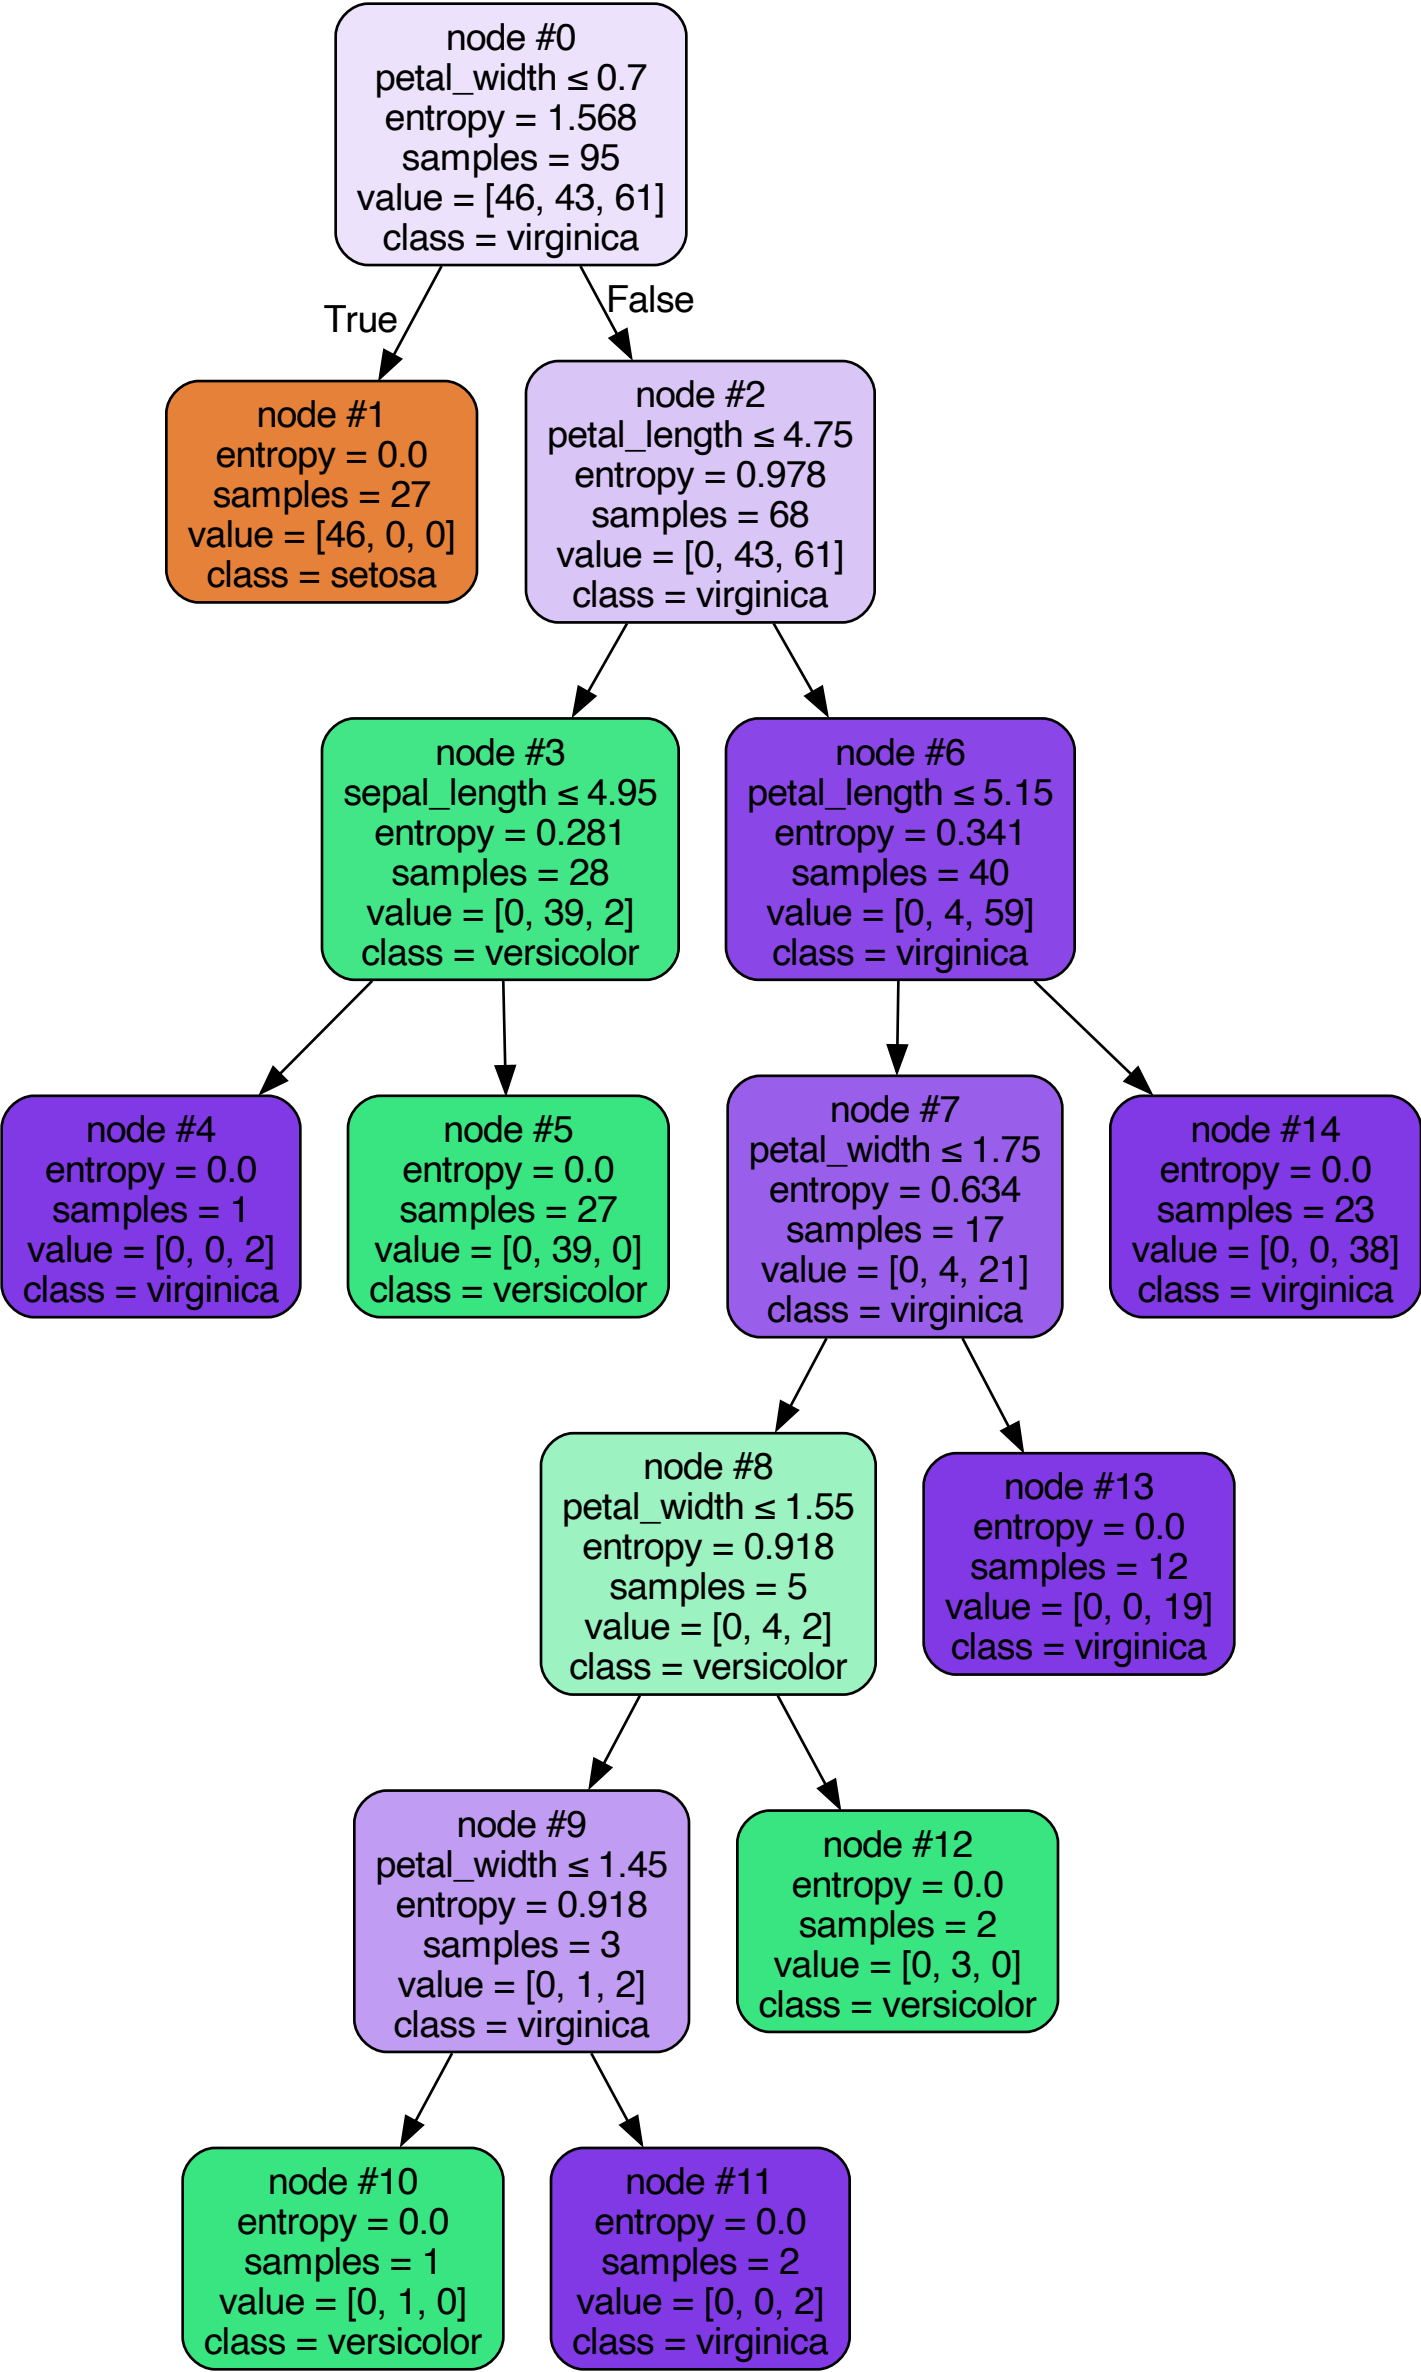 node #0
petal_width ≤ 0.7
entropy = 1.568
samples = 95
value = [46, 43, 61]
class = virginica
True
False
node #1
entropy = 0.0
samples = 27
value = [46, 0, 0]
class = setosa
node #2
petal_length ≤ 4.75
entropy = 0.978
samples = 68
value = [0, 43, 61]
class = virginica
node #3
sepal_length ≤ 4.95
entropy = 0.281
samples = 28
value = [0, 39, 2]
class = versicolor
node #6
petal_length ≤ 5.15
entropy = 0.341
samples = 40
value = [0, 4, 59]
class = virginica
node #4
entropy = 0.0
samples = 1
value = [0, 0, 2]
class = virginica
node #5
entropy = 0.0
samples = 27
value = [0, 39, 0]
class = versicolor
node #7
petal_width ≤ 1.75
entropy = 0.634
samples = 17
value = [0, 4, 21]
class = virginica
node #14
entropy = 0.0
samples = 23
value = [0, 0, 38]
class = virginica
node #8
petal_width ≤ 1.55
entropy = 0.918
samples = 5
value = [0, 4, 2]
class = versicolor
node #13
entropy = 0.0
samples = 12
value = [0, 0, 19]
class = virginica
node #9
petal_width ≤ 1.45
entropy = 0.918
samples = 3
value = [0, 1, 2]
class = virginica
node #12
entropy = 0.0
samples = 2
value = [0, 3, 0]
class = versicolor
node #10
entropy = 0.0
samples = 1
value = [0, 1, 0]
class = versicolor
node #11
entropy = 0.0
samples = 2
value = [0, 0, 2]
class = virginica